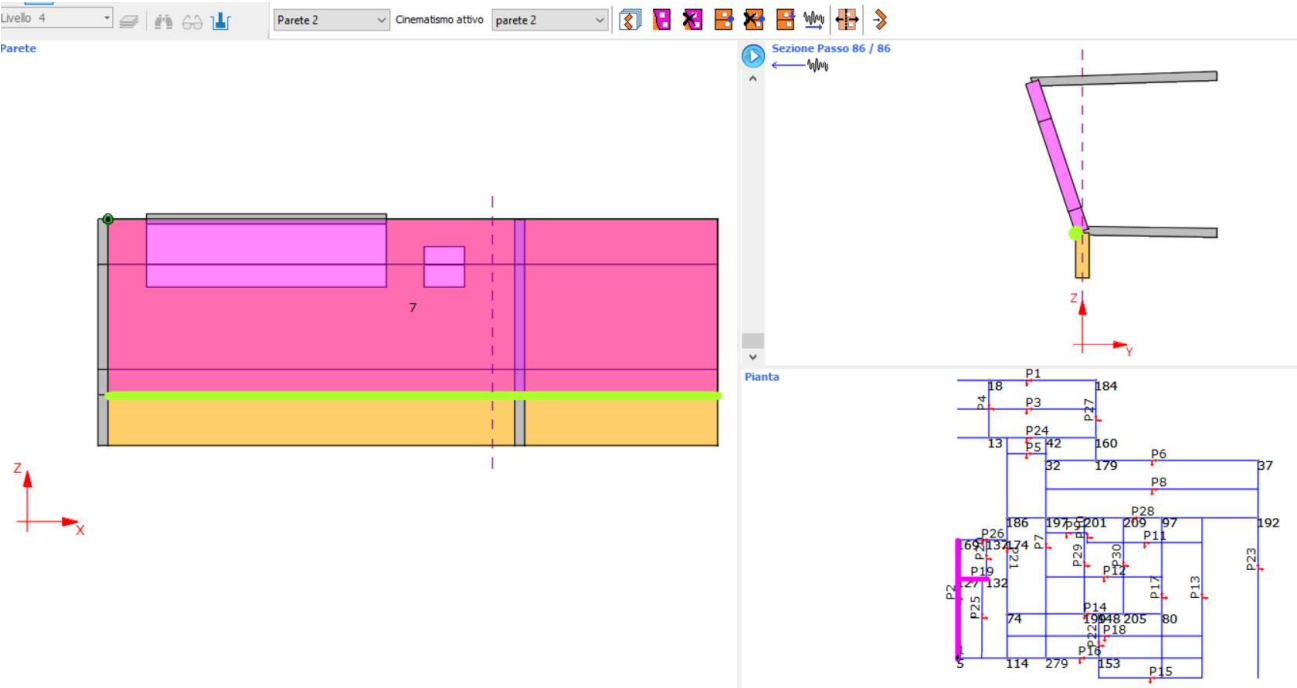 Livello 4
Parete 2
Cinematismo attivo
parete 2
Parete
Sezione Passo 86 / 86
7
Z
X
Z
Y
Pianta
P1
18
184
P4
P3
P27
P24
13
42
160
P5
P6
32
179
37
P8
P28
186
197
201
209
97
192
P26
P11
169
137
174
P7
P21
P29
P30
P23
P19
P12
127
132
P2
P25
P17
P13
P14
74
205
80
P18
P16
5
114
279
153
P15